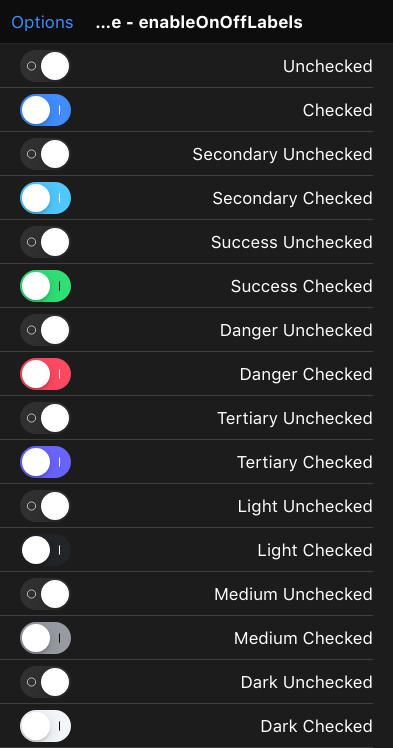 Options ...e - enableOnOffLabels
Unchecked
Checked
Secondary Unchecked
Secondary Checked
Success Unchecked
Success Checked
Danger Unchecked
Danger Checked
Tertiary Unchecked
Tertiary Checked
Light Unchecked
Light Checked
Medium Unchecked
Medium Checked
Dark Unchecked
Dark Checked